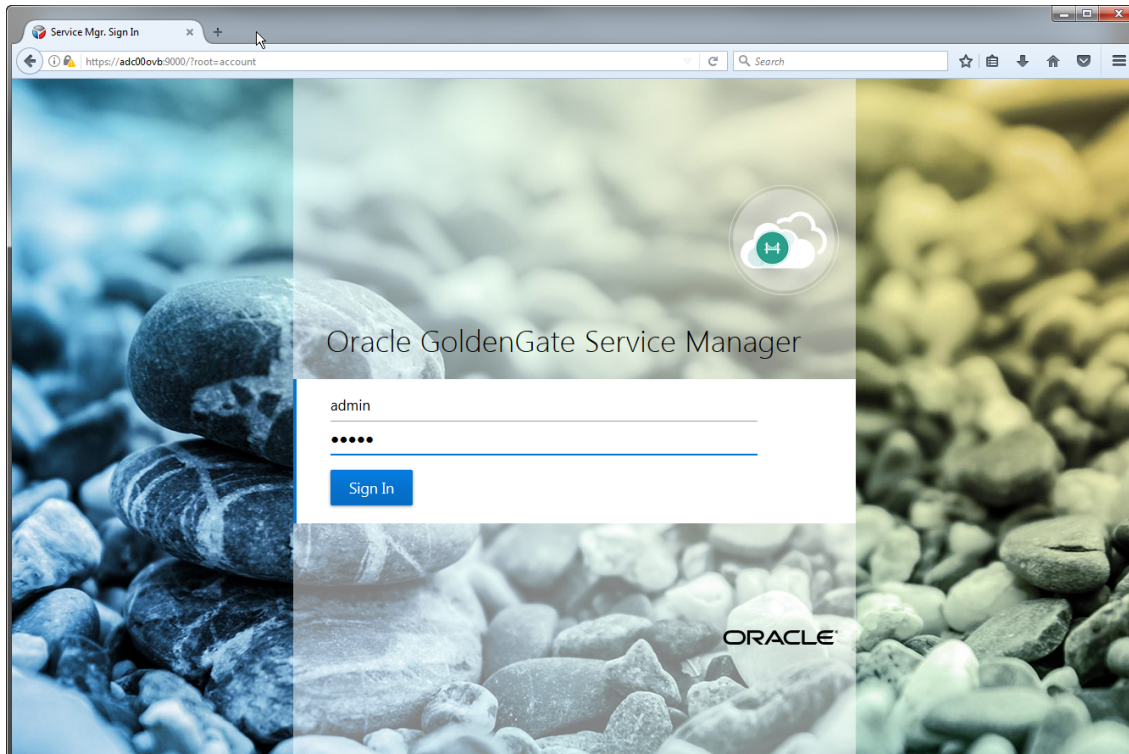 Service Mgr. Sign In
https://adc00ovb:9000/?root=account
Search
Oracle GoldenGate Service Manager
admin
•••••
Sign In
ORACLE